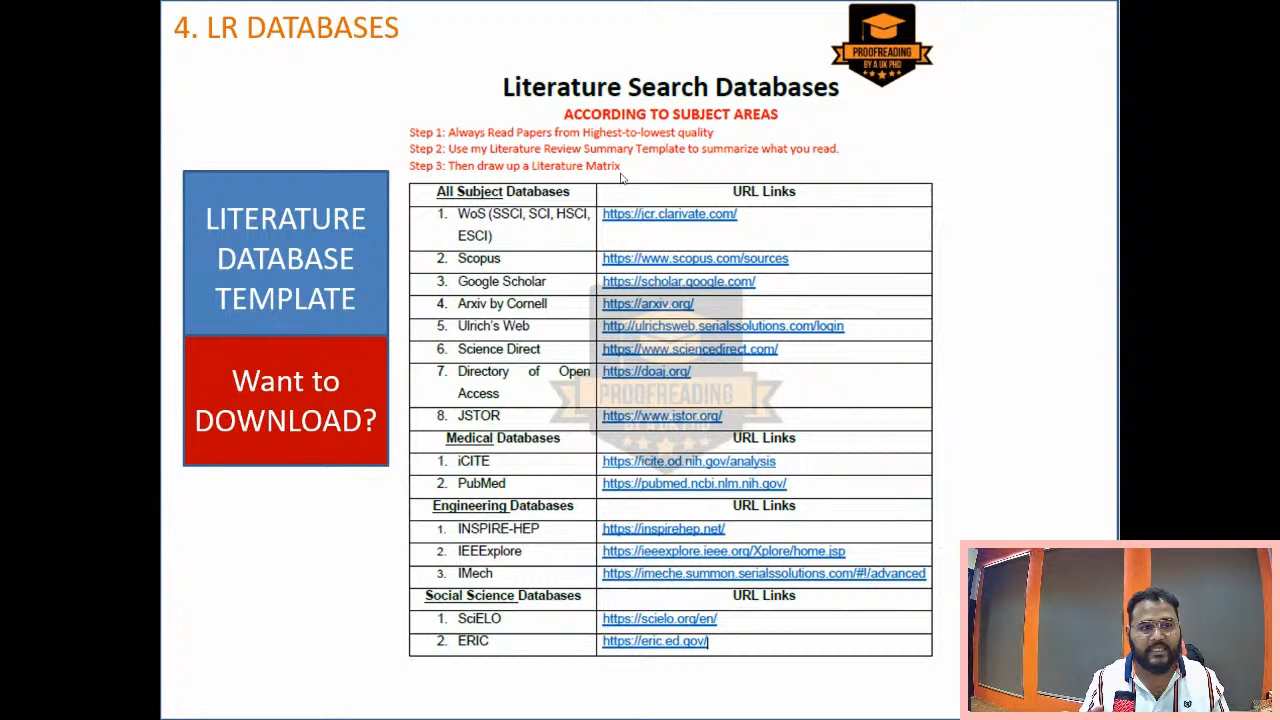 4. LR DATABASES
PROOFREADING
BY A UK PHD
Literature Search Databases
ACCORDING TO SUBJECT AREAS
Step 1: Always Read Papers from Highest-to-lowest quality
Step 2: Use my Literature Review Summary Template to summarize what you read.
Step 3: Then draw up a Literature Matrix
LITERATURE
DATABASE
TEMPLATE
Want to
DOWNLOAD?
All Subject Databases URL Links
1. WoS (SSCI, SCI, HSCI, https://jcr.clarivate.com/
ESCI)
2. Scopus https://www.scopus.com/sources
3. Google Scholar https://scholar.google.com/
4. Arxiv by Cornell https://arxiv.org/
5. Ulrich's Web http://ulrichsweb.serialssolutions.com/login
6. Science Direct https://www.sciencedirect.com/
7. Directory of Open https://doaj.org/
Access
PROOFREADING
8. JSTOR https://www.jstor.org/
Medical Databases URL Links
1. iCITE https://icite.od.nih.gov/analysis
2. PubMed https://pubmed.ncbi.nlm.nih.gov/
Engineering Databases URL Links
1. INSPIRE-HEP https://inspirehep.net/
2. IEEExplore https://ieeexplore.ieee.org/Xplore/home.jsp
3. IMech https://imeche.summon.serialssolutions.com/#!/advanced
Social Science Databases URL Links
1. SciELO https://scielo.org/en/
2. ERIC https://eric.ed.gov/